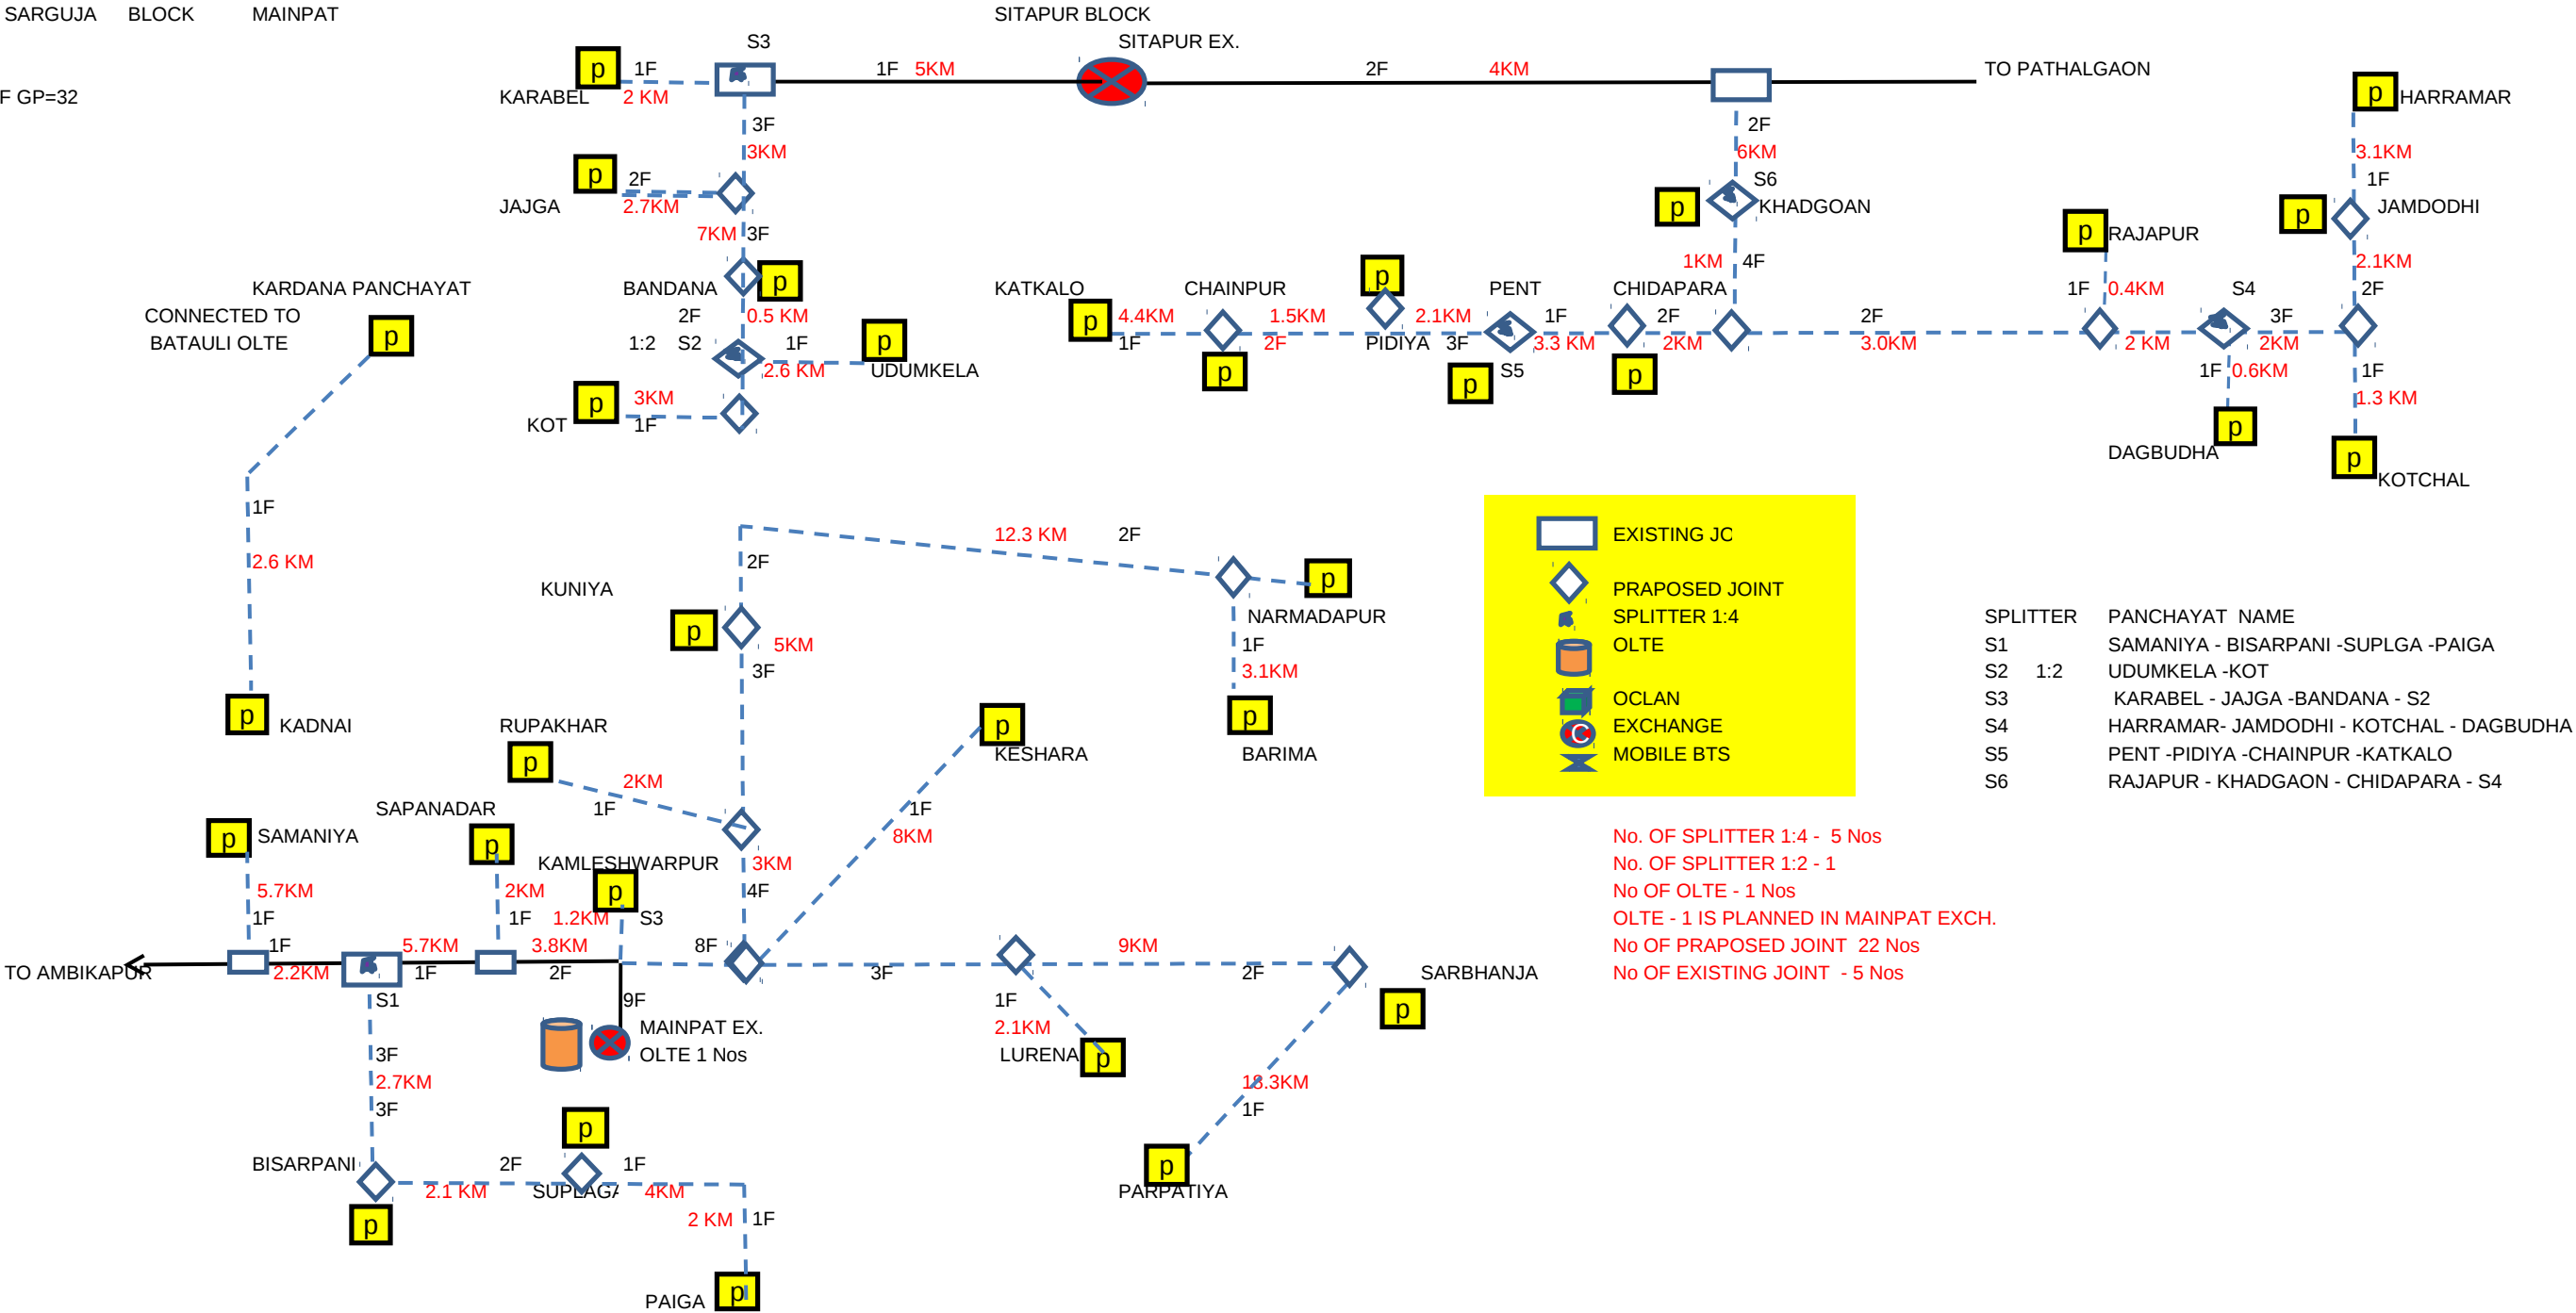 SARGUJA BLOCK MAINPAT
SITAPUR BLOCK
S3
SITAPUR EX.
p 1F
1F 5KM
2F 4KM
TO PATHALGAON
F GP=32
KARABEL 2 KM
p HARRAMAR
3F
3KM
2F
6KM
3.1KM
1F
p 2F
JAJGA 2.7KM
S6
p KHADGOAN
p JAMDODHI
7KM 3F
p RAJAPUR
1KM 4F
2.1KM
KARDANA PANCHAYAT
CONNECTED TO
BATAULI OLTE
p
BANDANA p
2F 0.5 KM
1:2 S2 1F
2.6 KM
p
UDUMKELA
KATKALO
p 4.4KM
1F
CHAINPUR
p
1.5KM
2F
p
PIDIYA
2.1KM
3F
PENT
S5
p
1F
3.3 KM
CHIDAPARA
p
2F
2KM
2F
3.0KM
1F 0.4KM
2 KM
S4
3F
2KM
2F
1F 0.6KM
1F
1.3 KM
p
DAGBUDHA
p
KOTCHAL
p 3KM
KOT 1F
1F
2.6 KM
p KADNAI
12.3 KM 2F
2F
KUNIYA
p
5KM
3F
p
NARMADAPUR
1F
3.1KM
p
BARIMA
EXISTING JC
PRAPOSED JOINT
SPLITTER 1:4
OLTE
OCLAN
C EXCHANGE
MOBILE BTS
SPLITTER PANCHAYAT NAME
S1 SAMANIYA - BISARPANI -SUPLGA -PAIGA
S2 1:2 UDUMKELA -KOT
S3 KARABEL - JAJGA -BANDANA - S2
S4 HARRAMAR- JAMDODHI - KOTCHAL - DAGBUDHA
S5 PENT -PIDIYA -CHAINPUR -KATKALO
S6 RAJAPUR - KHADGAON - CHIDAPARA - S4
RUPAKHAR
p
2KM
1F
p
KESHARA
1F
8KM
SAPANADAR
p
p SAMANIYA
KAMLESHWARPUR
p
3KM
4F
5.7KM
1F
2KM
1F
1.2KM S3
No. OF SPLITTER 1:4 - 5 Nos
No. OF SPLITTER 1:2 - 1
No OF OLTE - 1 Nos
OLTE - 1 IS PLANNED IN MAINPAT EXCH.
No OF PRAPOSED JOINT 22 Nos
No OF EXISTING JOINT - 5 Nos
TO AMBIKAPUR
1F
2.2KM
5.7KM
1F
3.8KM
2F
8F
3F
9KM
2F
SARBHANJA
p
S1
9F
MAINPAT EX.
OLTE 1 Nos
1F
2.1KM
LURENA p
3F
2.7KM
3F
18.3KM
1F
p
PARPATIYA
p
BISARPANI
p
2F
2.1 KM
SUPLAGA
1F
4KM
2 KM 1F
PAIGA p